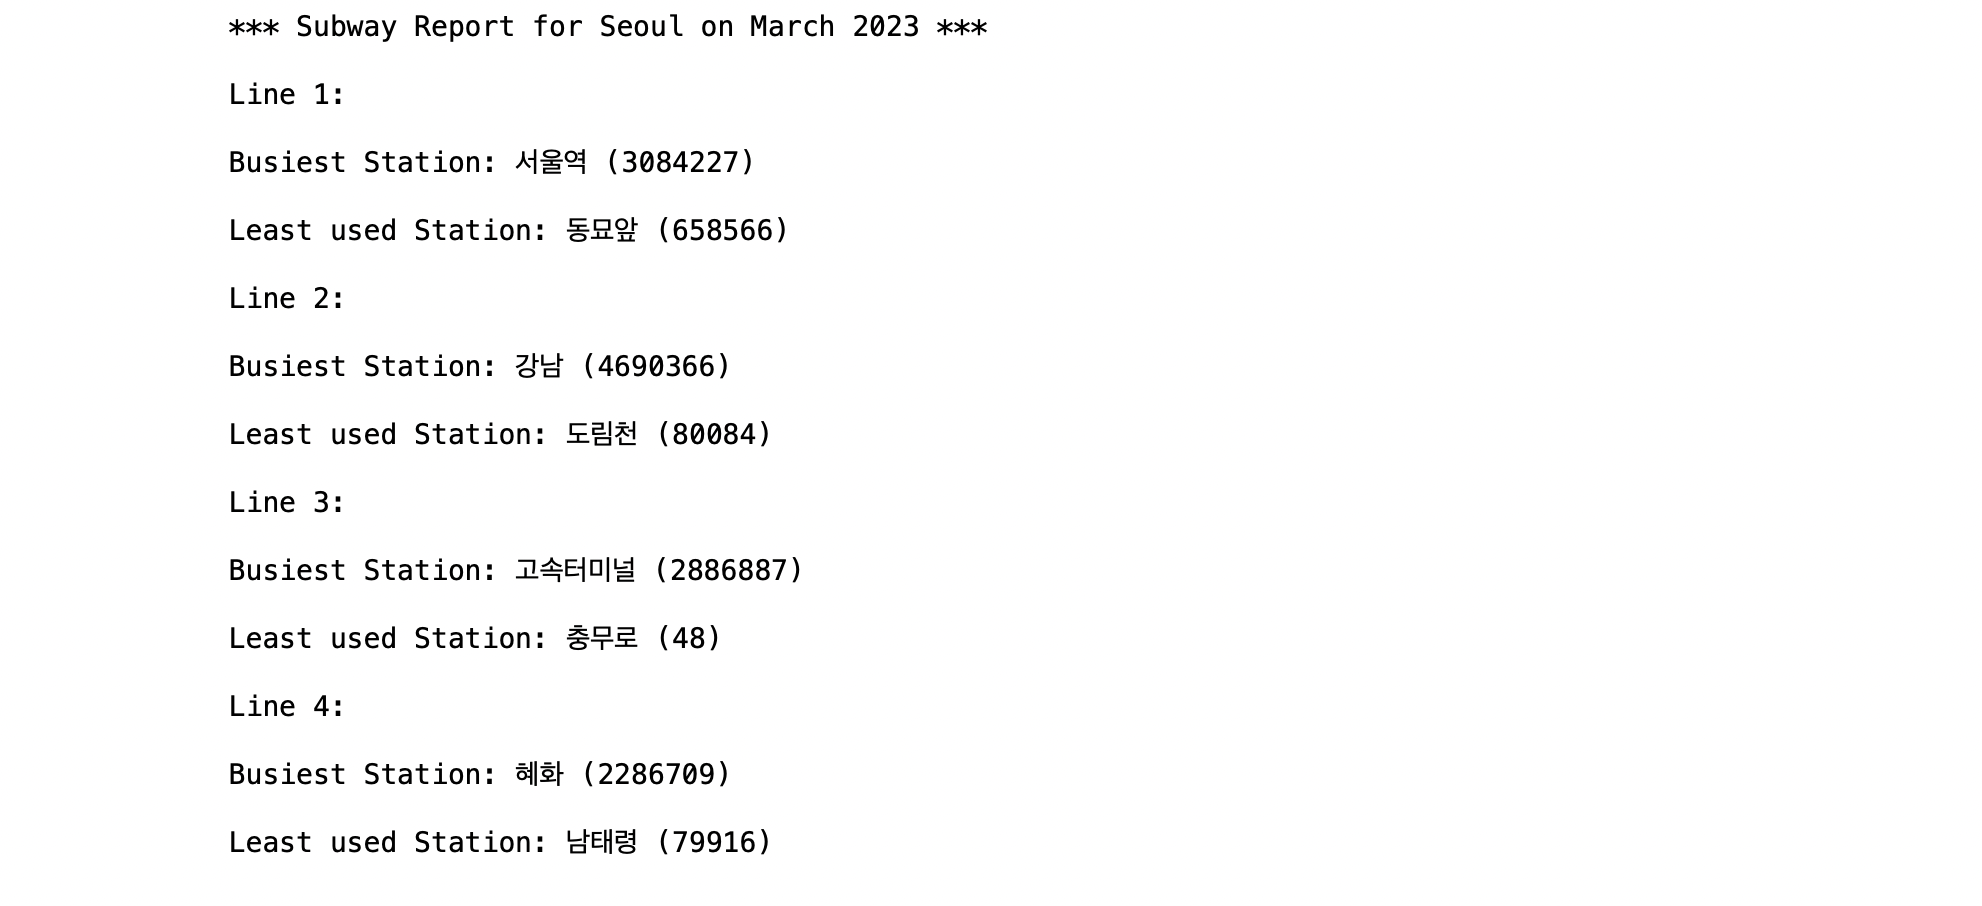 *** Subway Report for Seoul on March 2023 ***
Line 1:
Busiest Station: 서울역 (3084227)
Least used Station: 동묘앞 (658566)
Line 2:
Busiest Station: 강남 (4690366)
Least used Station: 도림천 (80084)
Line 3:
Busiest Station: 고속터미널 (2886887)
Least used Station: 충무로 (48)
Line 4:
Busiest Station: 혜화 (2286709)
Least used Station: 남태령 (79916)